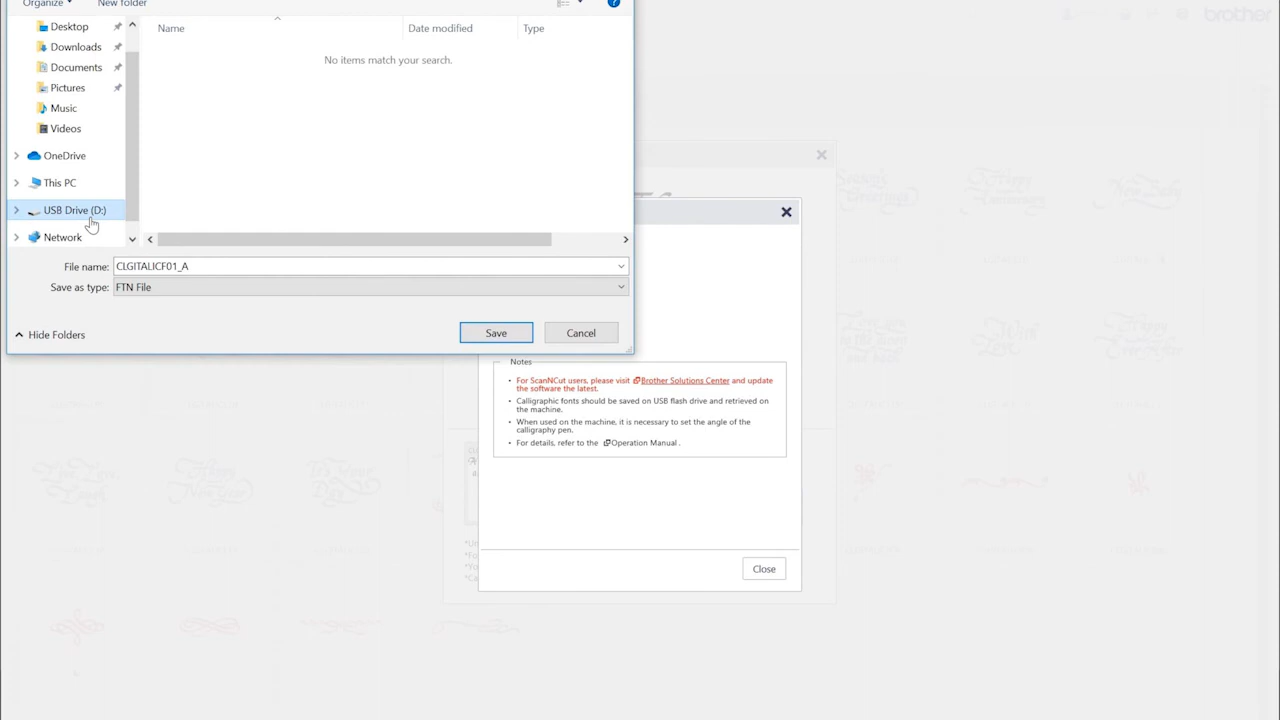 Organize
New folder
brother
Name
Date modified
Type
No items match your search.
Desktop
Downloads
Documents
Pictures
Music
Videos
OneDrive
This PC
USB Drive (D:)
Network
File name: CLGITALICF01_A
Save as type: FTN File
Hide Folders
Save
Cancel
Notes
• For ScanNCut users, please visit Brother Solutions Center and update
the software the latest.
• Calligraphic fonts should be saved on USB flash drive and retrieved on
the machine.
• When used on the machine, it is necessary to set the angle of the
calligraphy pen.
• For details, refer to the Operation Manual .
Close